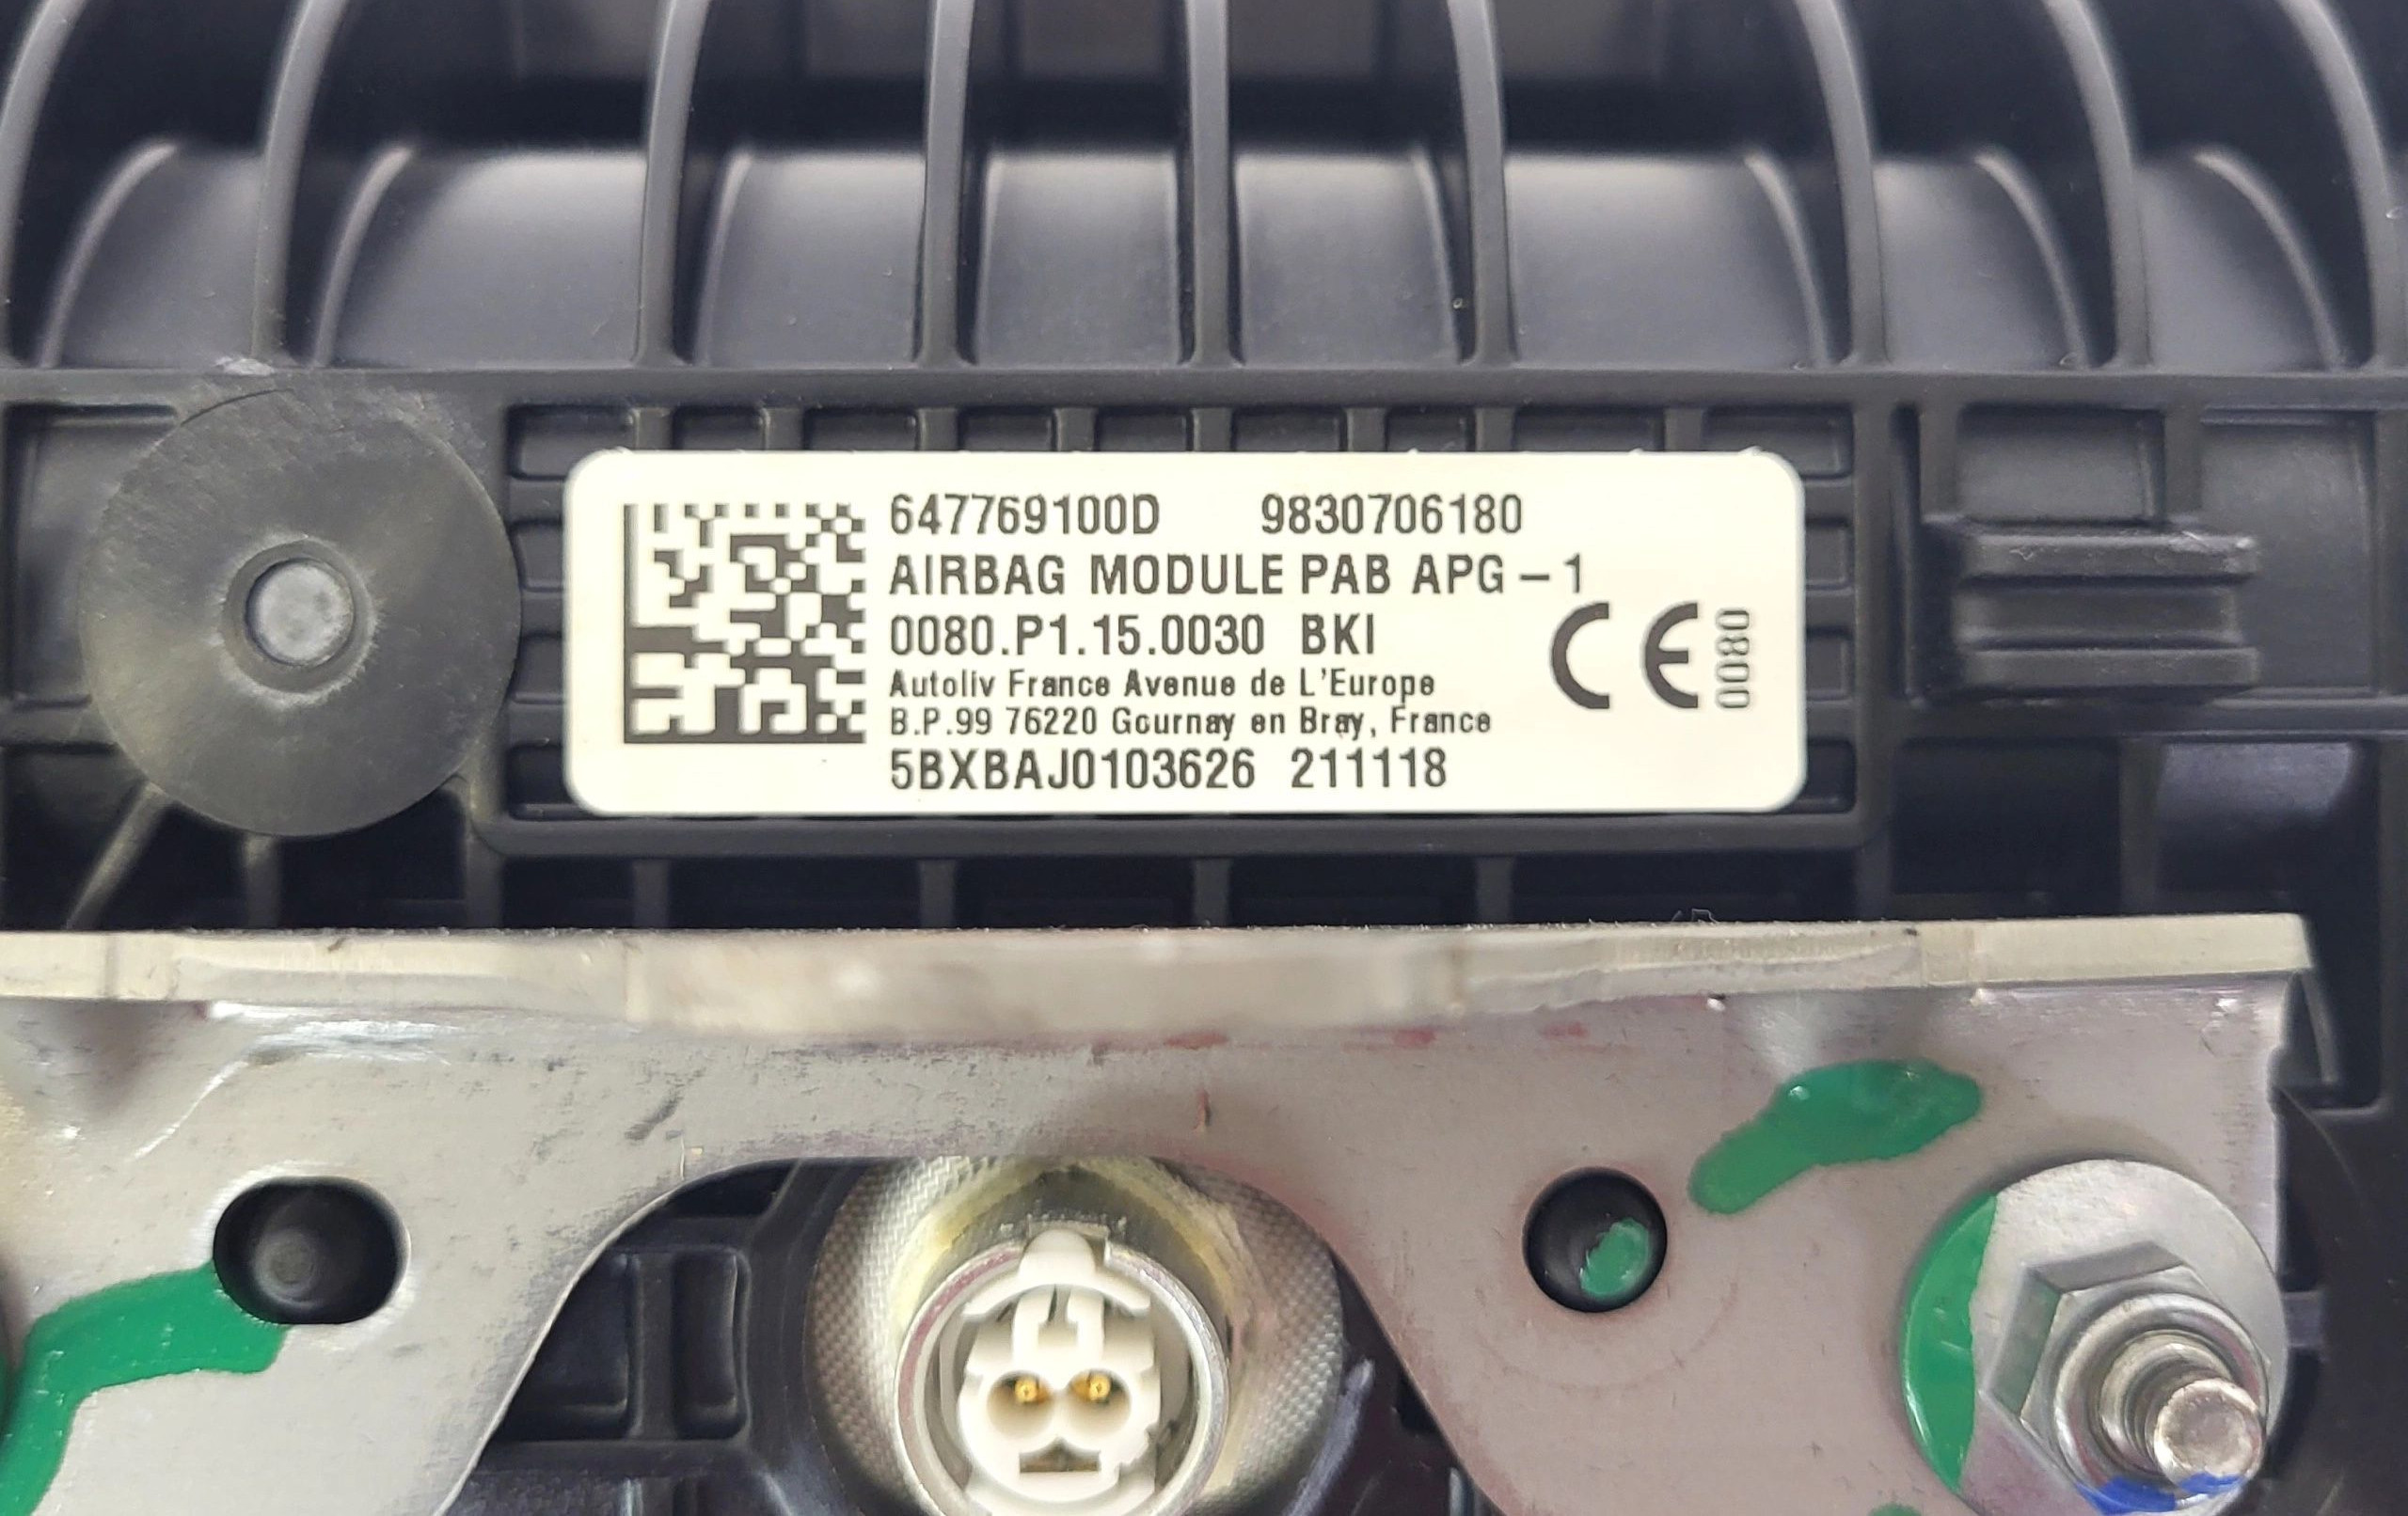 647769100D 9830706180
AIRBAG MODULE PAB APG - 1
0080.P1.15.0030 BKI
Autoliv France Avenue de L'Europe
B.P.99 76220 Gournay en Bray, France
5BXBAJ0103626 211118
CE 0080